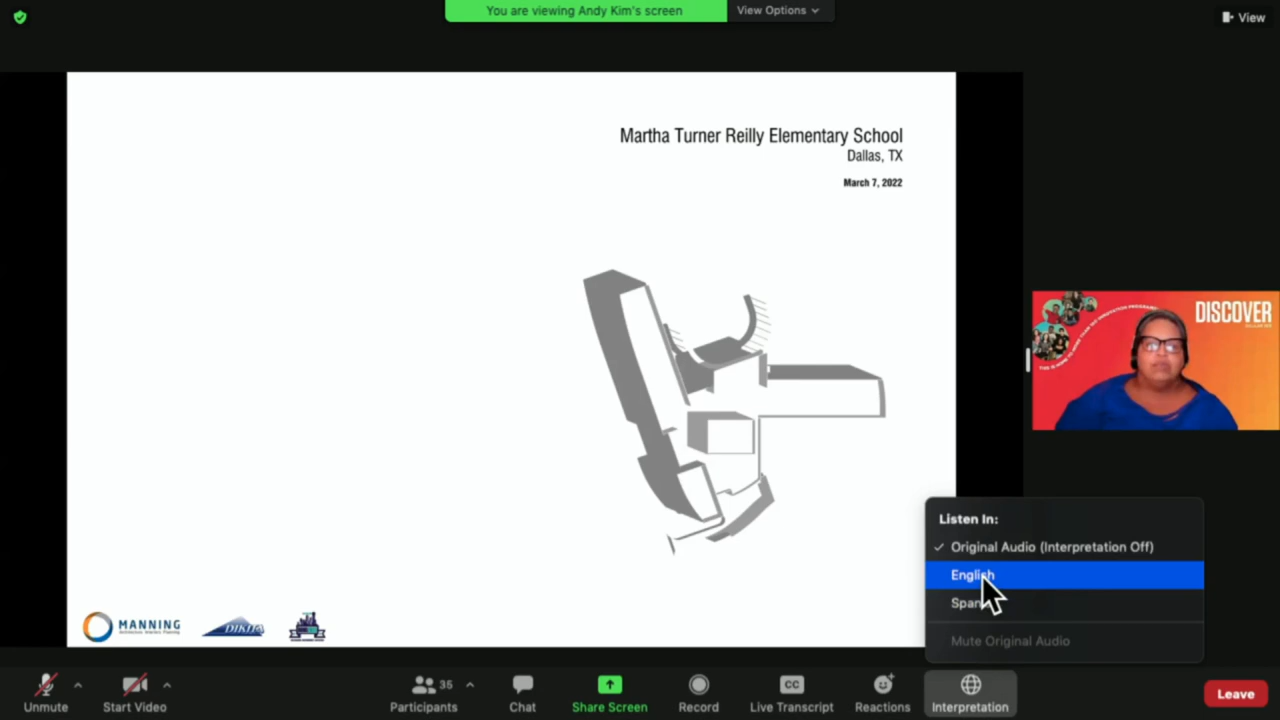 You are viewing Andy Kim's screen
View Options
View
Martha Turner Reilly Elementary School
Dallas, TX
March 7, 2022
DISCOVER
Listen In:
Original Audio (Interpretation Off)
English
Mute Original Audio
MANNING
DIKITA
Unmute
Start Video
35
Participants
Chat
Share Screen
Record
CC
Live Transcript
Reactions
Interpretation
Leave